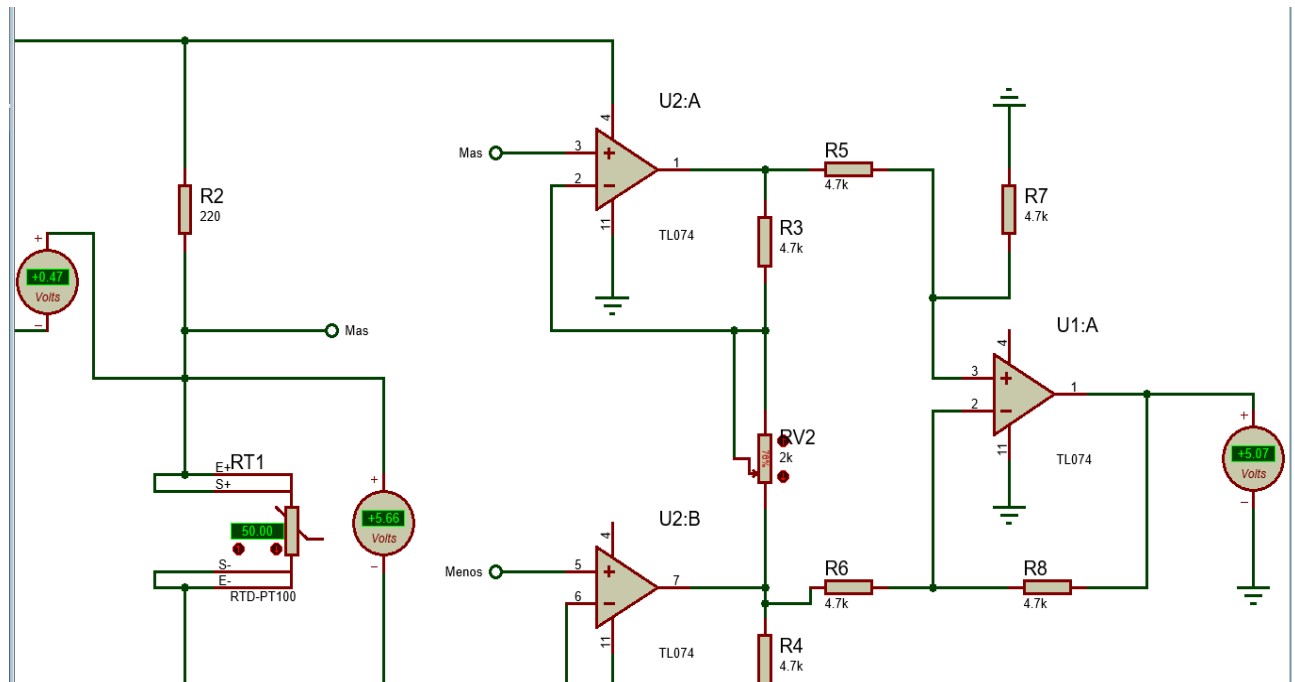 U2:A
4
Mas
3
1
2
11
TL074
R5
4.7k
R7
4.7k
R2
220
R3
4.7k
+
+0.47
Volts
−
Mas
U1:A
4
3
1
2
11
TL074
+
+5.07
Volts
−
RV2
2k
76%
RT1
E+
S+
50.00
S-
E-
RTD-PT100
+
+5.66
Volts
−
U2:B
4
Menos
5
7
6
11
TL074
R6
4.7k
R8
4.7k
R4
4.7k